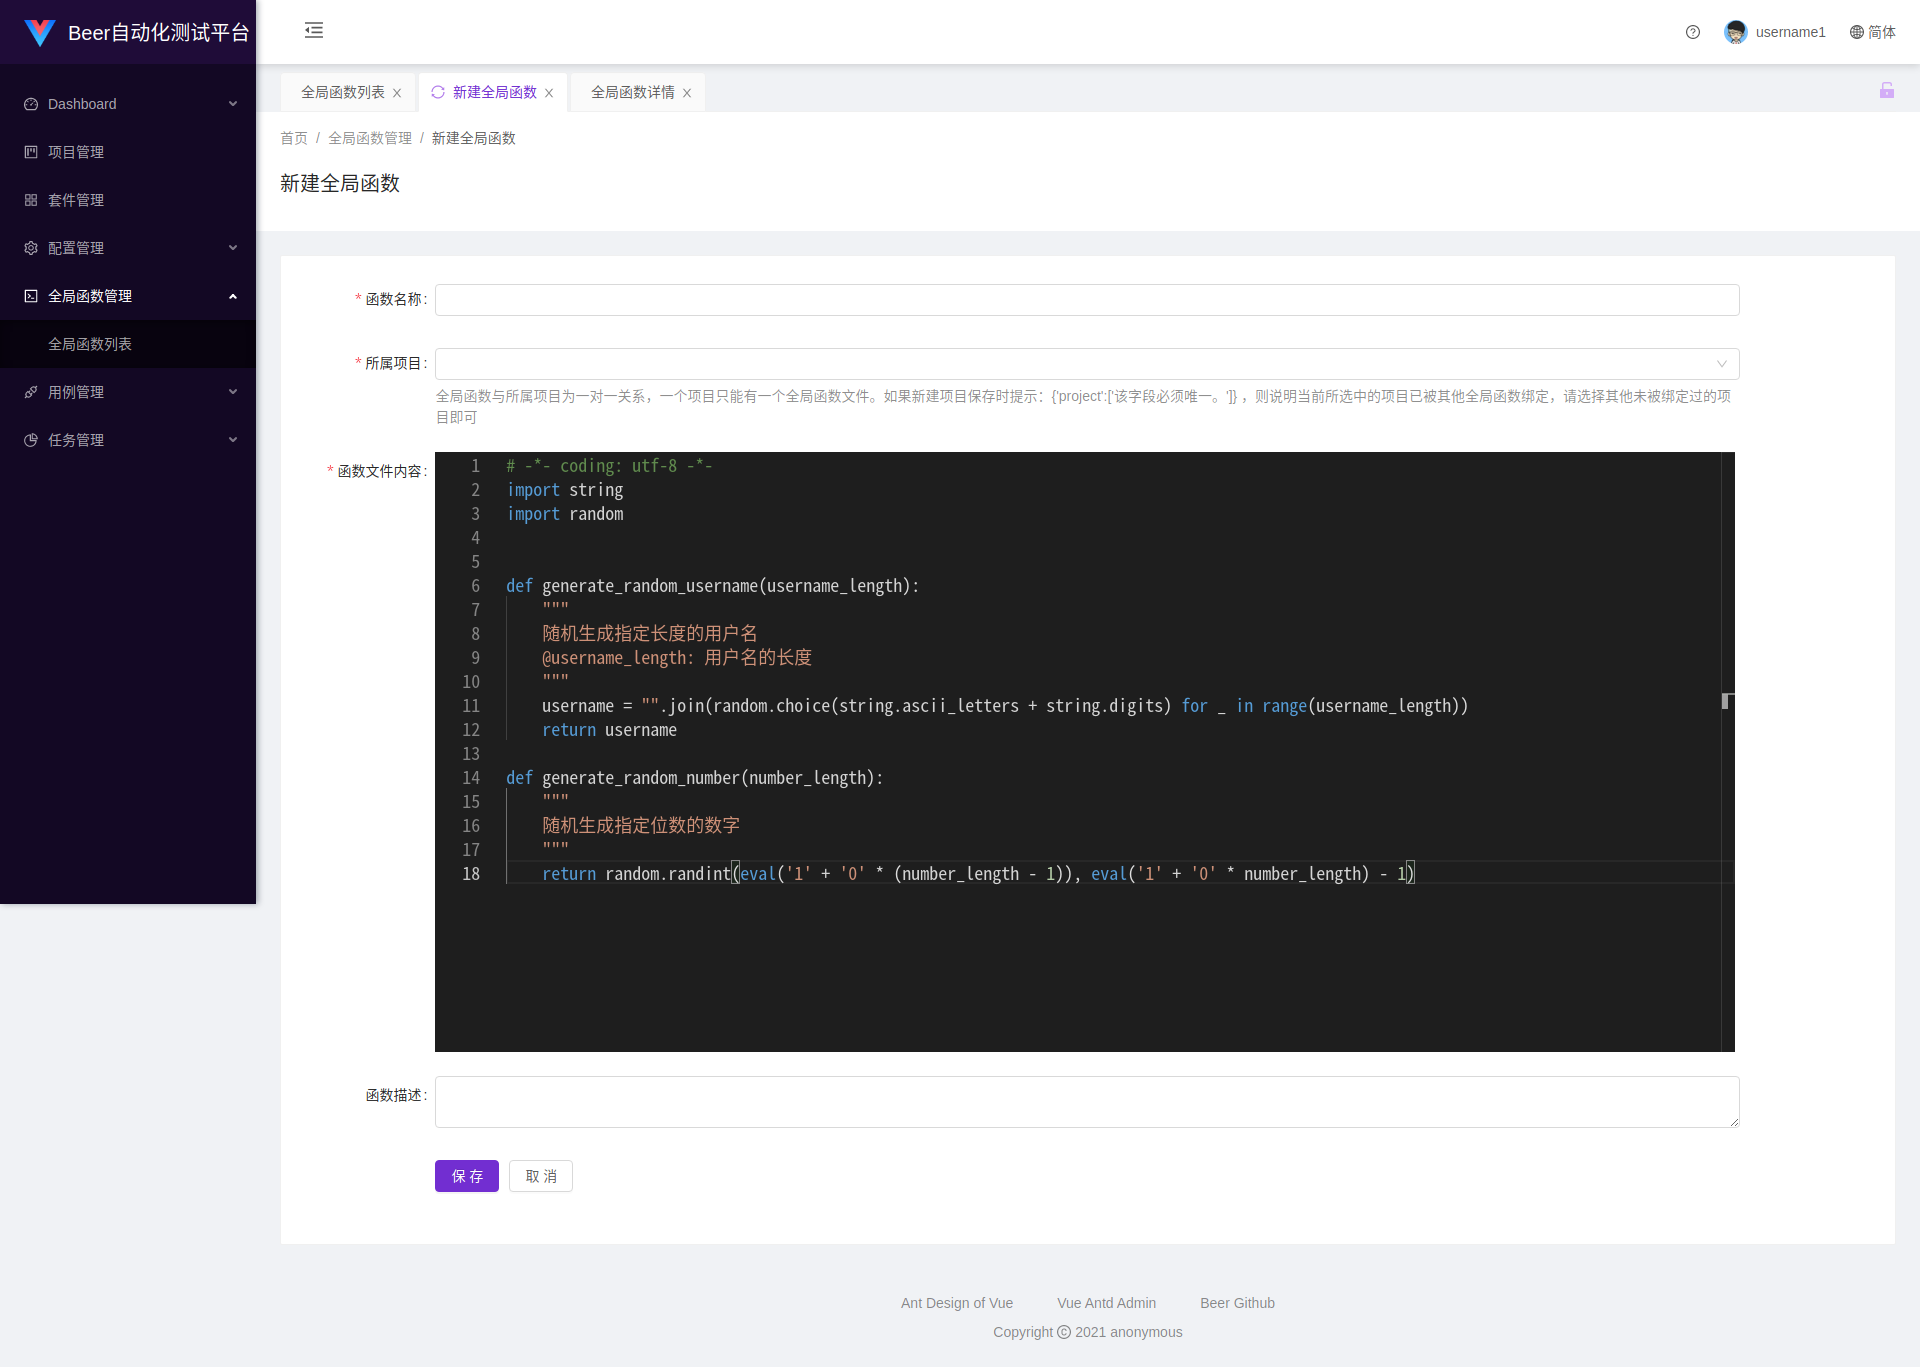 Beer自动化测试平台
username1
简体
Dashboard
项目管理
套件管理
配置管理
全局函数管理
全局函数列表
用例管理
任务管理
全局函数列表
新建全局函数
全局函数详情
首页 / 全局函数管理 / 新建全局函数
新建全局函数
* 函数名称:
* 所属项目:
全局函数与所属项目为一对一关系，一个项目只能有一个全局函数文件。如果新建项目保存时提示：{'project':['该字段必须唯一。']} ，则说明当前所选中的项目已被其他全局函数绑定，请选择其他未被绑定过的项
目即可
* 函数文件内容:
1 # -*- coding: utf-8 -*-
2 import string
3 import random
4
5
6 def generate_random_username(username_length):
7     """
8     随机生成指定长度的用户名
9     @username_length: 用户名的长度
10     """
11     username = "".join(random.choice(string.ascii_letters + string.digits) for _ in range(username_length))
12     return username
13
14 def generate_random_number(number_length):
15     """
16     随机生成指定位数的数字
17     """
18     return random.randint(eval('1' + '0' * (number_length - 1)), eval('1' + '0' * number_length) - 1)
函数描述:
保 存
取 消
Ant Design of Vue
Vue Antd Admin
Beer Github
Copyright © 2021 anonymous